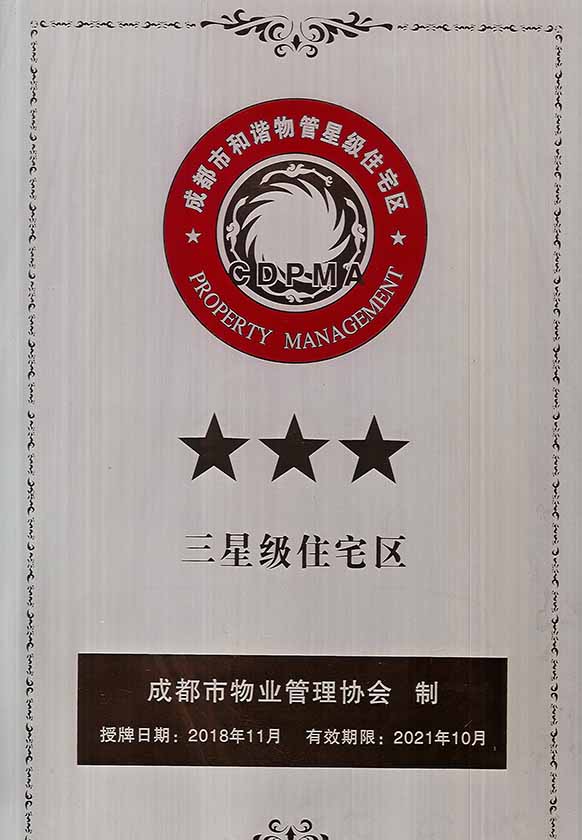 成都市和谐物管星级住宅区
CDPMA
PROPERTY MANAGEMENT
三星级住宅区
成都市物业管理协会 制
授牌日期：2018年11月 有效期限：2021年10月